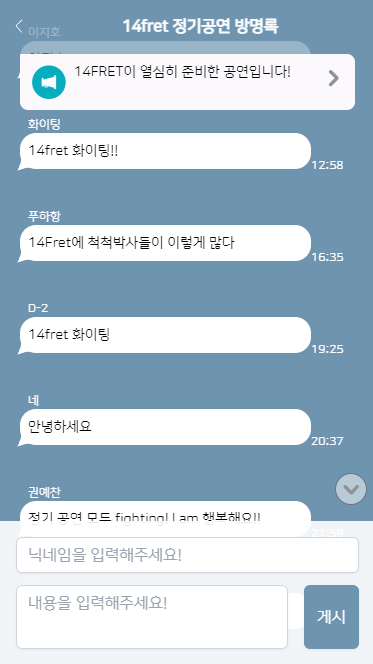 14fret 정기공연 방명록
이지호
14FRET이 열심히 준비한 공연입니다!
화이팅
14fret 화이팅!!
12:58
푸하항
14Fret에 척척박사들이 이렇게 많다
16:35
D-2
14fret 화이팅
19:25
네
안녕하세요
20:37
권예찬
정기 공연 모두 fighting! I am 행복해요!!
21:59
닉네임을 입력해주세요!
내용을 입력해주세요!
게시